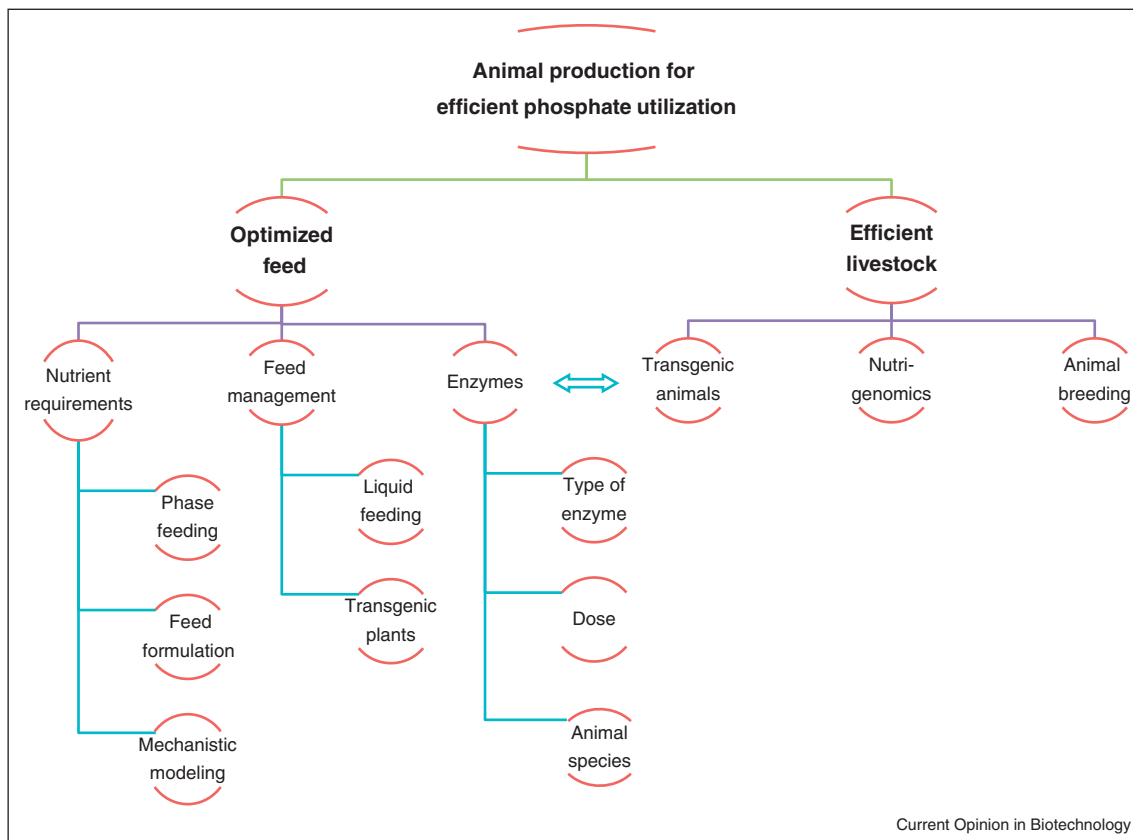 Animal production for
efficient phosphate utilization
Optimized
feed
Efficient
livestock
Nutrient
requirements
Feed
management
Enzymes
Transgenic
animals
Nutri-
genomics
Animal
breeding
Phase
feeding
Liquid
feeding
Type of
enzyme
Feed
formulation
Transgenic
plants
Dose
Mechanistic
modeling
Animal
species
Current Opinion in Biotechnology